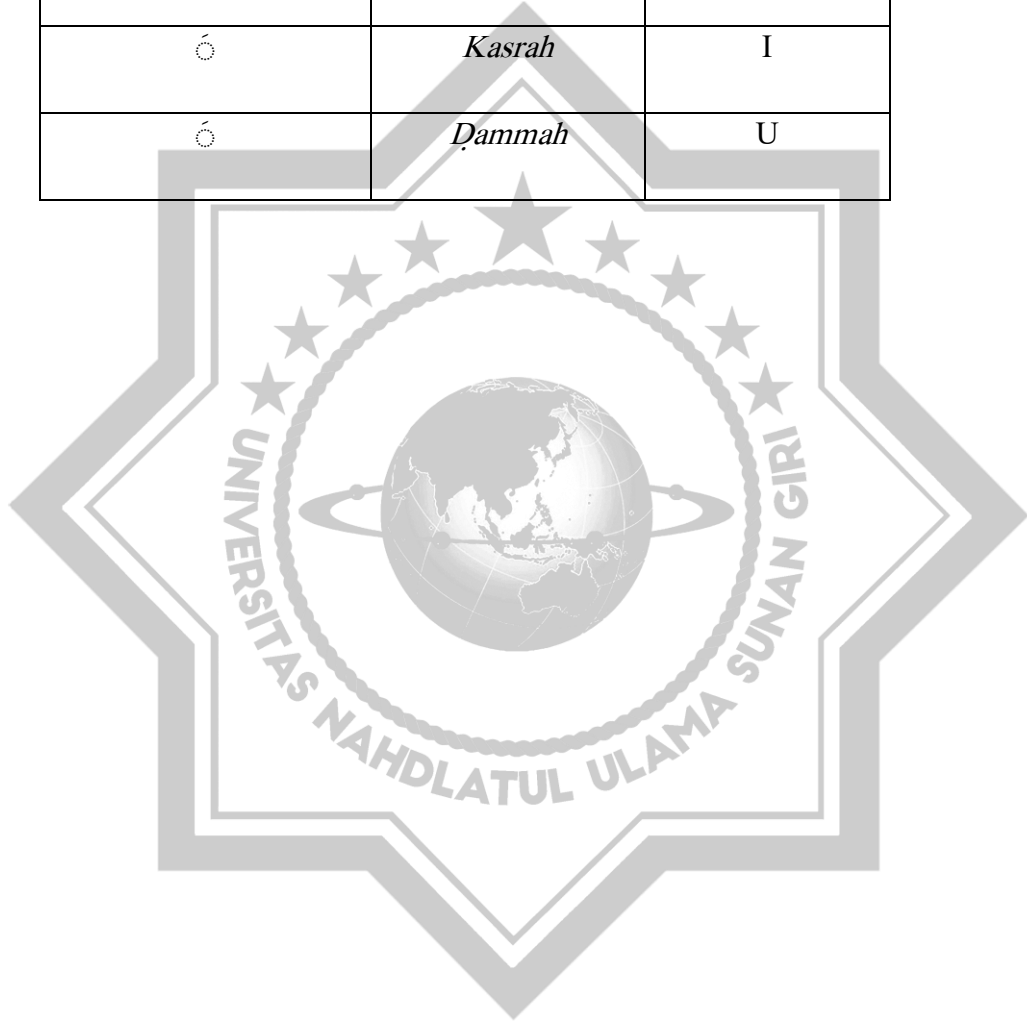 ◌َ Kasrah I
◌َ Ḍammah U
UNIVERSITAS NAHDLATUL ULAMA SUNAN GIRI